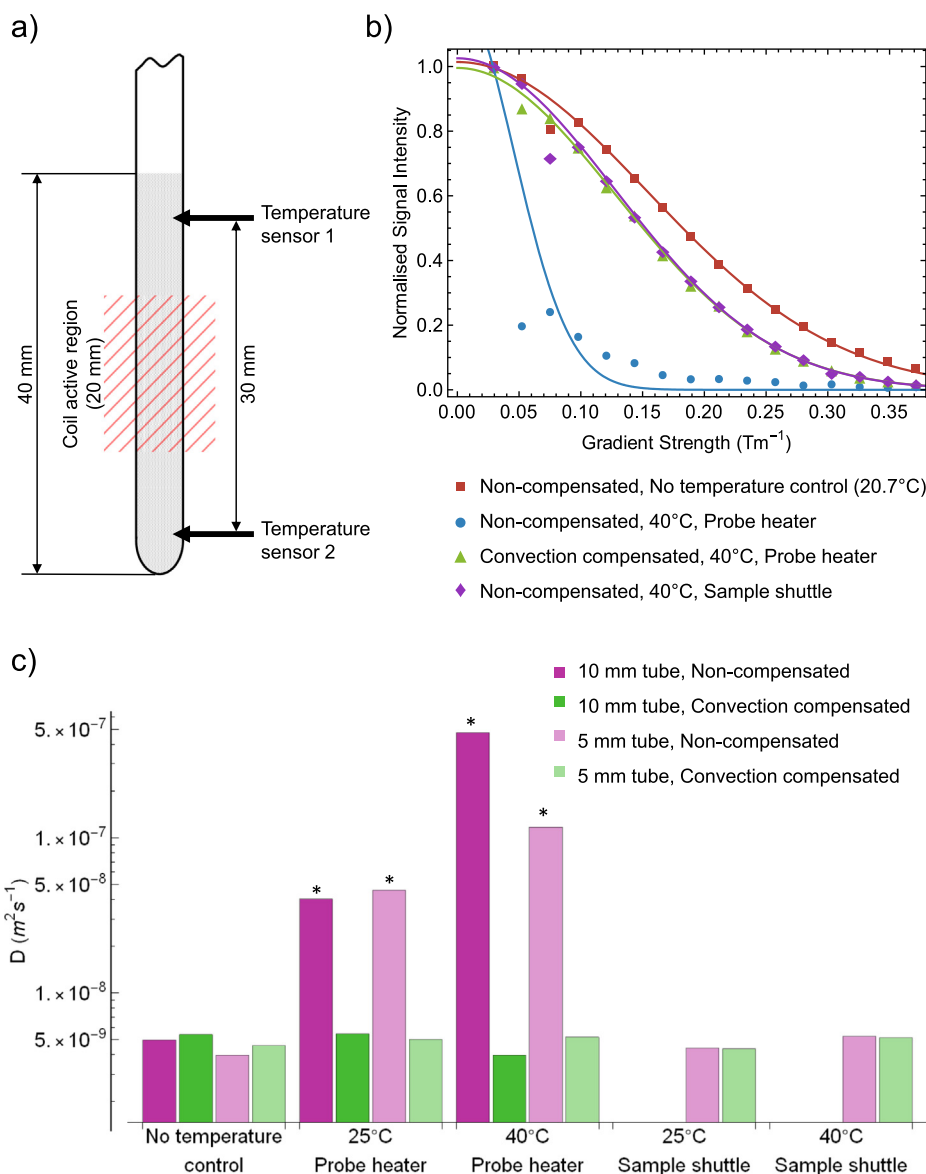 a)
Temperature
sensor 1
40 mm
Coil active region
(20 mm)
30 mm
Temperature
sensor 2
b)
Normalised Signal Intensity
1.0
0.8
0.6
0.4
0.2
0.0
0.00 0.05 0.10 0.15 0.20 0.25 0.30 0.35
Gradient Strength (Tm⁻¹)
Non-compensated, No temperature control (20.7°C)
Non-compensated, 40°C, Probe heater
Convection compensated, 40°C, Probe heater
Non-compensated, 40°C, Sample shuttle
c)
10 mm tube, Non-compensated
10 mm tube, Convection compensated
5 mm tube, Non-compensated
5 mm tube, Convection compensated
D (m²s⁻¹)
5.×10⁻⁷
1.×10⁻⁷
5.×10⁻⁸
1.×10⁻⁸
5.×10⁻⁹
*
*
*
*
No temperature
control
25°C
Probe heater
40°C
Probe heater
25°C
Sample shuttle
40°C
Sample shuttle